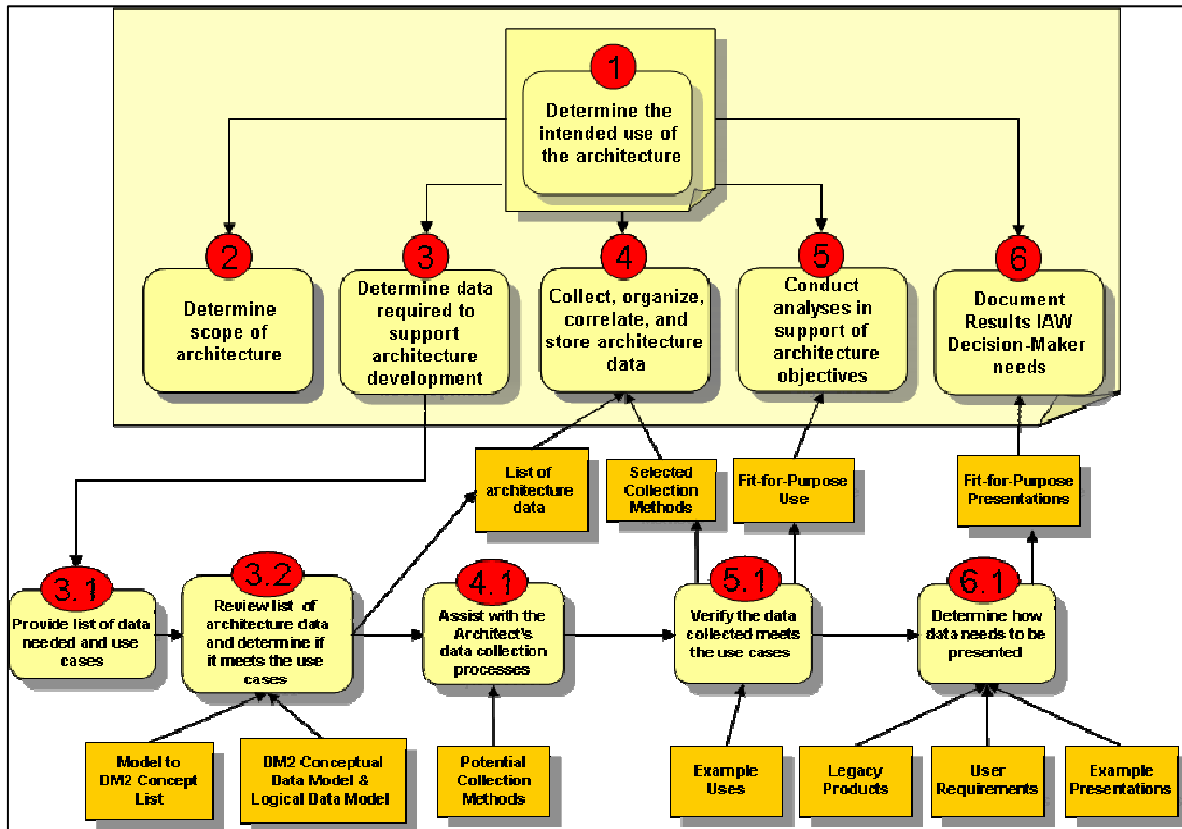 1
Determine the
intended use of
the architecture
2
Determine
scope of
architecture
3
Determine data
required to
support
architecture
development
4
Collect, organize,
correlate, and
store architecture
data
5
Conduct
analyses in
support of
architecture
objectives
6
Document
Results IAW
Decision-Maker
needs
List of
architecture
data
Selected
Collection
Methods
Fit-for-Purpose
Use
Fit-for-Purpose
Presentations
3.1
Provide list of data
needed and use
cases
3.2
Review list of
architecture data
and determine if
it meets the use
cases
4.1
Assist with the
Architect's
data collection
processes
5.1
Verify the data
collected meets
the use cases
6.1
Determine how
data needs to be
presented
Model to
DM2 Concept
List
DM2 Conceptual
Data Model &
Logical Data Model
Potential
Collection
Methods
Example
Uses
Legacy
Products
User
Requirements
Example
Presentations